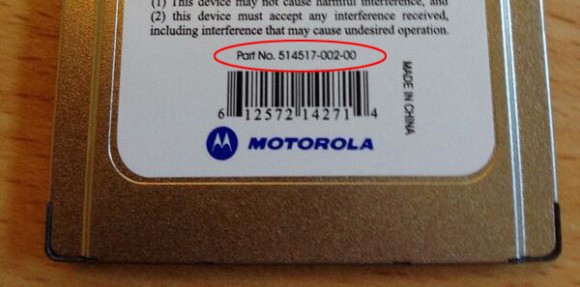 (1) This device may not cause harmful interference, and
(2) this device must accept any interference received,
including interference that may cause undesired operation.
Part No. 514517-002-00
6 12572 14271 4
MADE IN CHINA
MOTOROLA